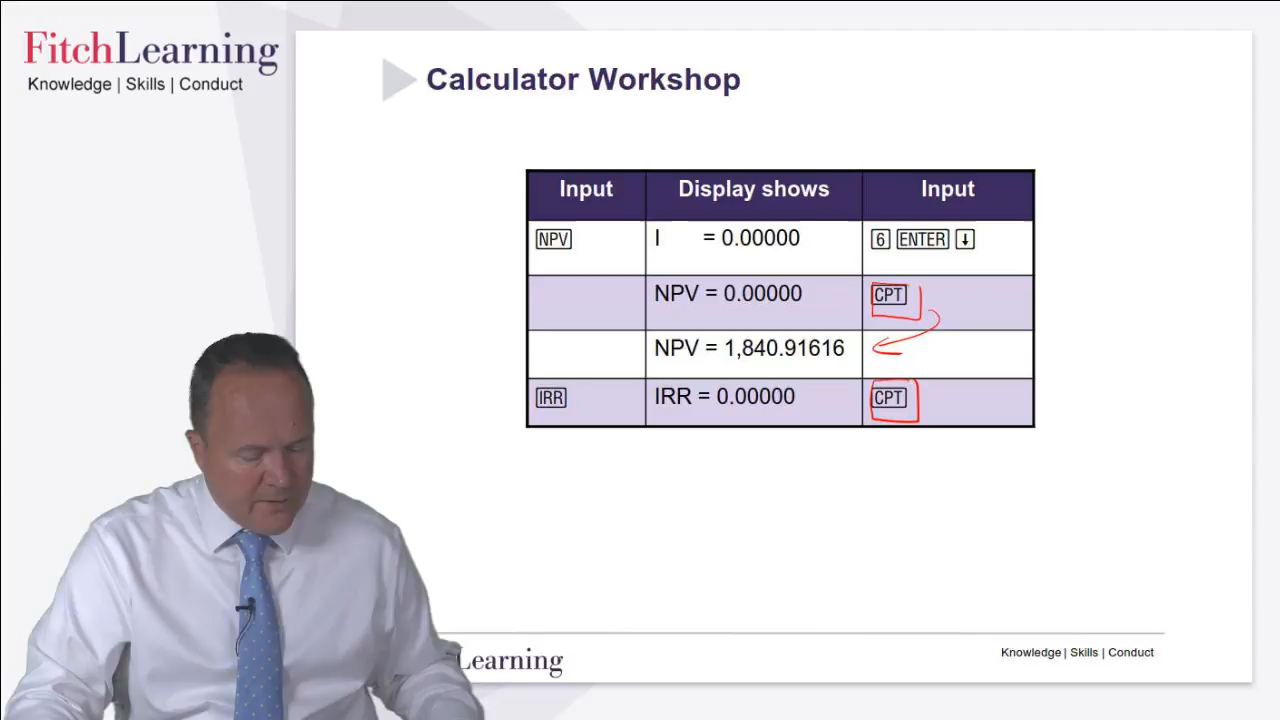 FitchLearning
Knowledge | Skills | Conduct
Calculator Workshop
Input Display shows Input
NPV I = 0.00000 6 ENTER ↓
NPV = 0.00000 CPT
NPV = 1,840.91616
IRR IRR = 0.00000 CPT
Learning
Knowledge | Skills | Conduct